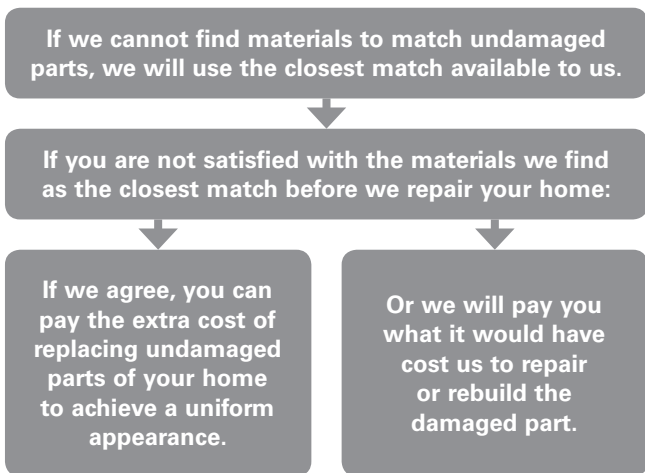 If we cannot find materials to match undamaged
parts, we will use the closest match available to us.
If you are not satisfied with the materials we find
as the closest match before we repair your home:
If we agree, you can
pay the extra cost of
replacing undamaged
parts of your home
to achieve a uniform
appearance.
Or we will pay you
what it would have
cost us to repair
or rebuild the
damaged part.